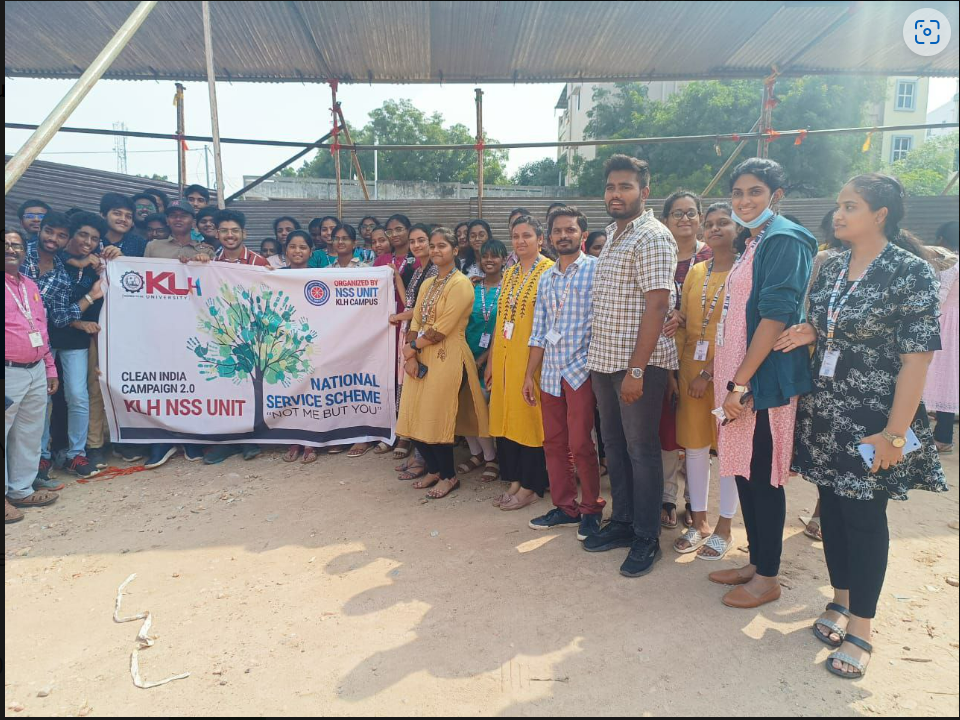 KLH
UNIVERSITY
ORGANIZED BY
NSS UNIT
KLH CAMPUS
CLEAN INDIA
CAMPAIGN 2.0
KLH NSS UNIT
NATIONAL
SERVICE SCHEME
"NOT ME BUT YOU"